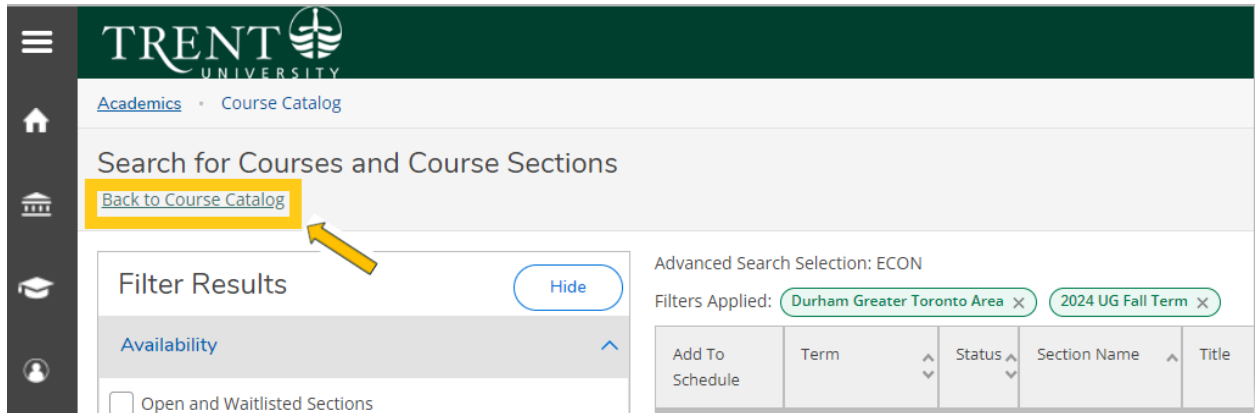 TRENT
UNIVERSITY
Academics · Course Catalog
Search for Courses and Course Sections
Back to Course Catalog
Filter Results
Hide
Availability
Open and Waitlisted Sections
Advanced Search Selection: ECON
Filters Applied: Durham Greater Toronto Area × 2024 UG Fall Term ×
Add To Schedule Term Status Section Name Title